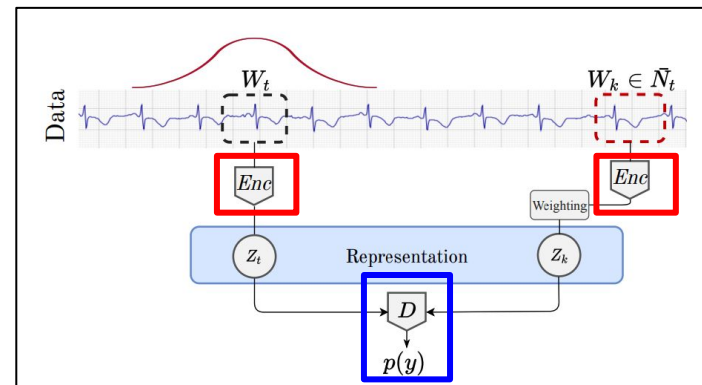 W_t
W_k ∈ N̄_t
Data
Enc
Enc
Weighting
Z_t
Representation
Z_k
D
p(y)